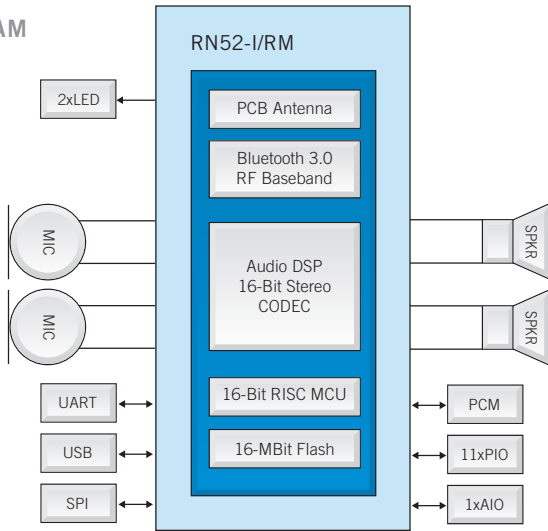 AM
RN52-I/RM
2xLED
PCB Antenna
Bluetooth 3.0
RF Baseband
MIC
MIC
Audio DSP
16-Bit Stereo
CODEC
SPKR
SPKR
UART
USB
SPI
16-Bit RISC MCU
16-MBit Flash
PCM
11xPIO
1xAIO